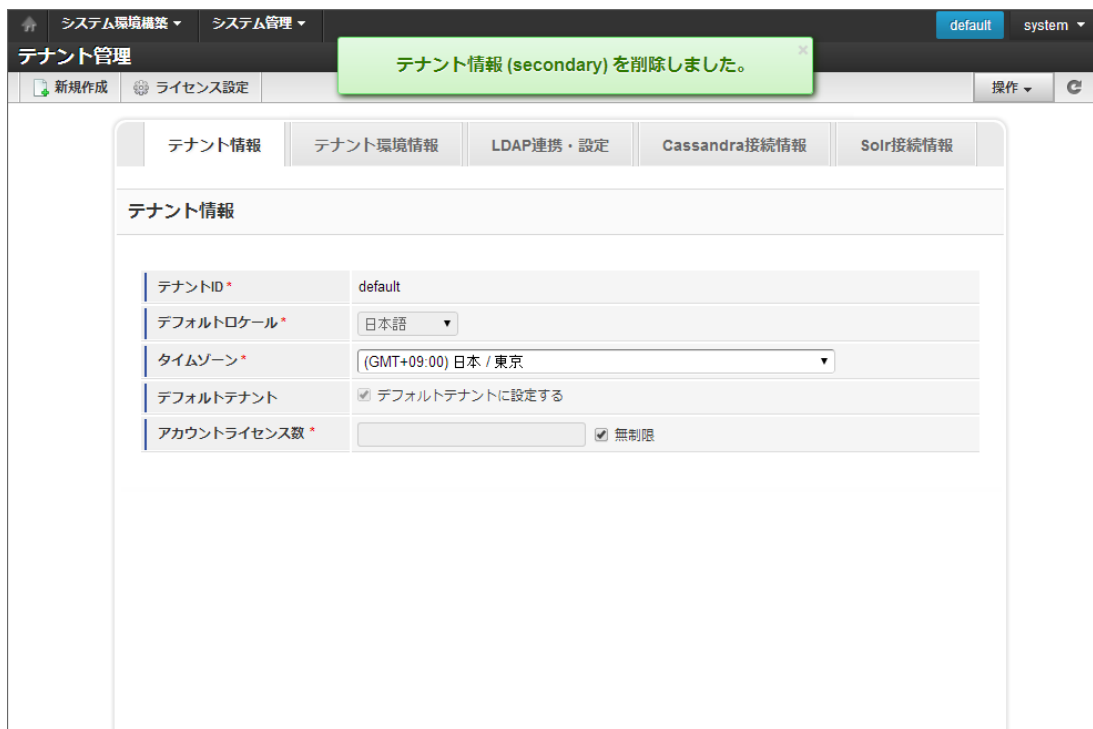 システム環境構築 ▼ システム管理 ▼ default system ▼
テナント管理
テナント情報 (secondary) を削除しました。 ×
新規作成 ライセンス設定 操作 ▼
テナント情報 テナント環境情報 LDAP連携・設定 Cassandra接続情報 Solr接続情報
テナント情報
テナントID * default
デフォルトロケール * 日本語 ▼
タイムゾーン * (GMT+09:00) 日本 / 東京 ▼
デフォルトテナント デフォルトテナントに設定する
アカウントライセンス数 * 無制限